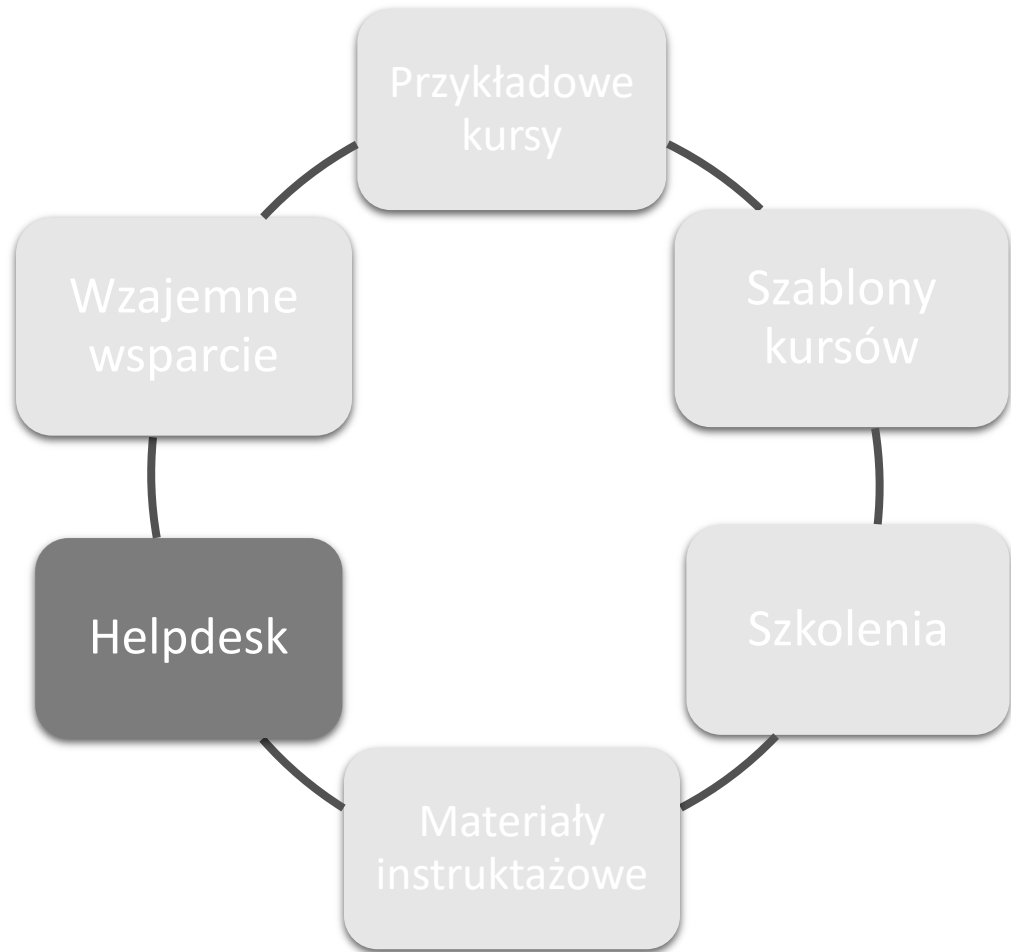 Przykładowe
kursy
Szablony
kursów
Szkolenia
Materiały
instruktażowe
Helpdesk
Wzajemne
wsparcie